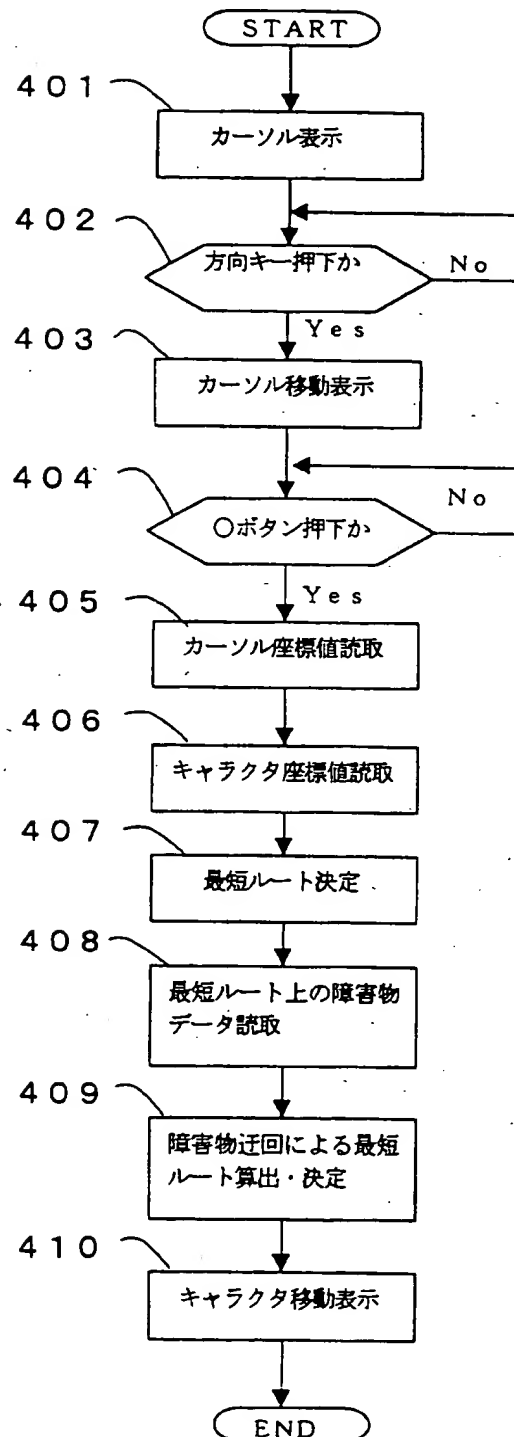 START
401
カーソル表示
402
方向キー押下か
No
Yes
403
カーソル移動表示
404
No
○ボタン押下か
Yes
405
カーソル座標値読取
406
キャラクタ座標値読取
407
最短ルート決定
408
最短ルート上の障害物
データ読取
409
障害物迂回による最短
ルート算出・決定
410
キャラクタ移動表示
END